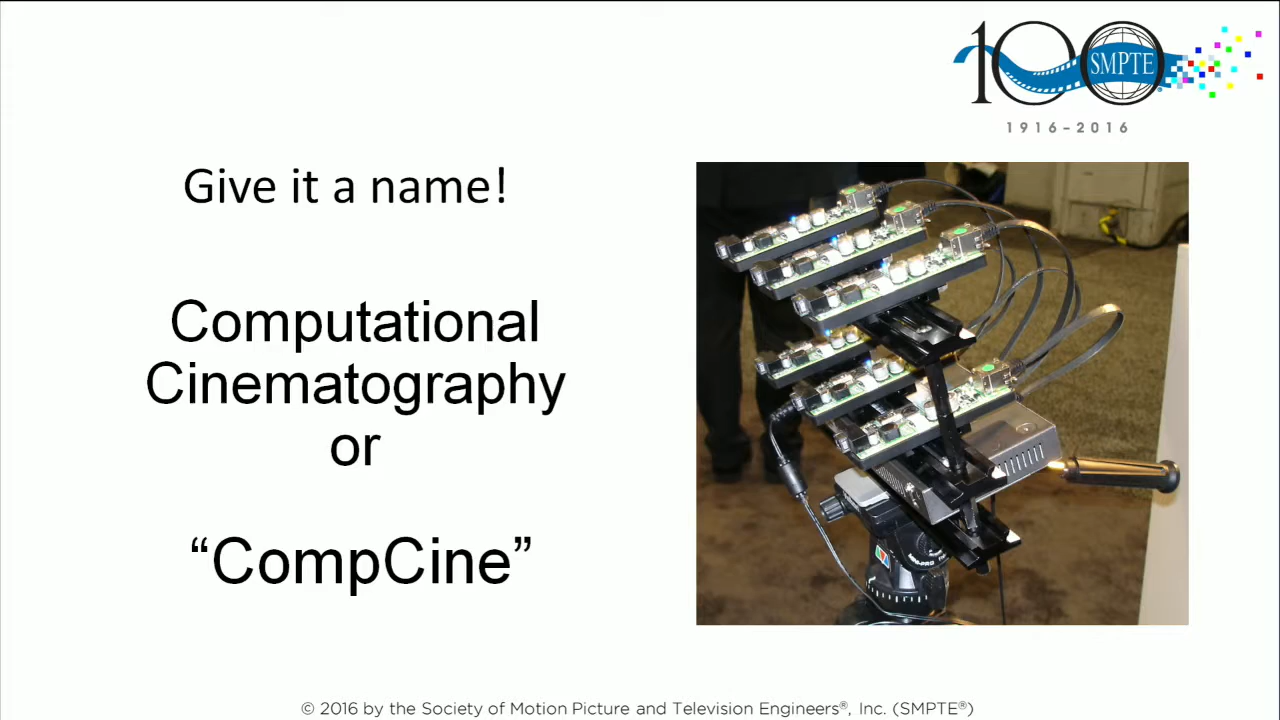 100
SMPTE
1916-2016
Give it a name!
Computational
Cinematography
or
“CompCine”
© 2016 by the Society of Motion Picture and Television Engineers®, Inc. (SMPTE®)